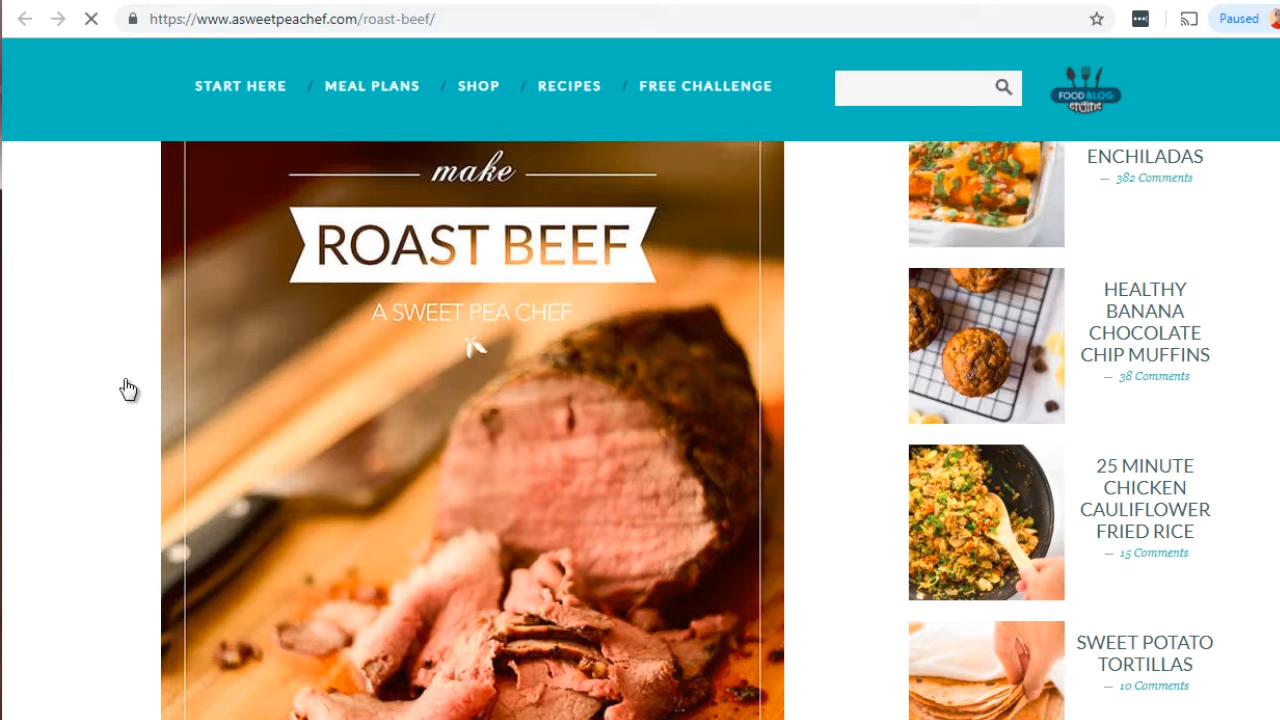 https://www.asweetpeachef.com/roast-beef/
Paused
START HERE / MEAL PLANS / SHOP / RECIPES / FREE CHALLENGE
FOOD BLOG
engine
make
ROAST BEEF
A SWEET PEA CHEF
ENCHILADAS
— 382 Comments
HEALTHY
BANANA
CHOCOLATE
CHIP MUFFINS
— 38 Comments
25 MINUTE
CHICKEN
CAULIFLOWER
FRIED RICE
— 15 Comments
SWEET POTATO
TORTILLAS
— 10 Comments